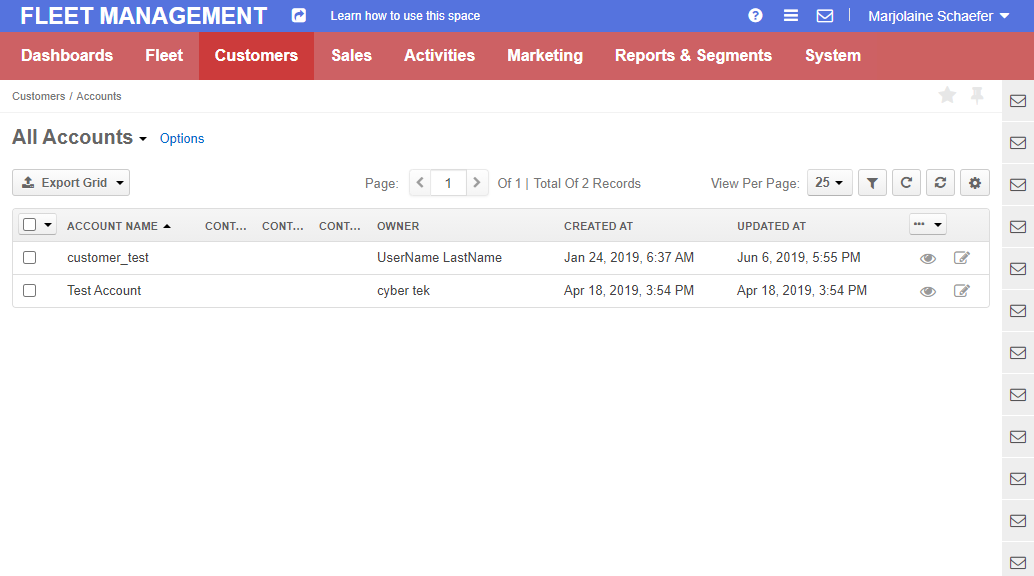 FLEET MANAGEMENT Learn how to use this space Marjolaine Schaefer
Dashboards Fleet Customers Sales Activities Marketing Reports & Segments System
Customers / Accounts
All Accounts Options
Export Grid Page: 1 Of 1 | Total Of 2 Records View Per Page: 25
ACCOUNT NAME CONT... CONT... CONT... OWNER CREATED AT UPDATED AT
customer_test UserName LastName Jan 24, 2019, 6:37 AM Jun 6, 2019, 5:55 PM
Test Account cyber tek Apr 18, 2019, 3:54 PM Apr 18, 2019, 3:54 PM